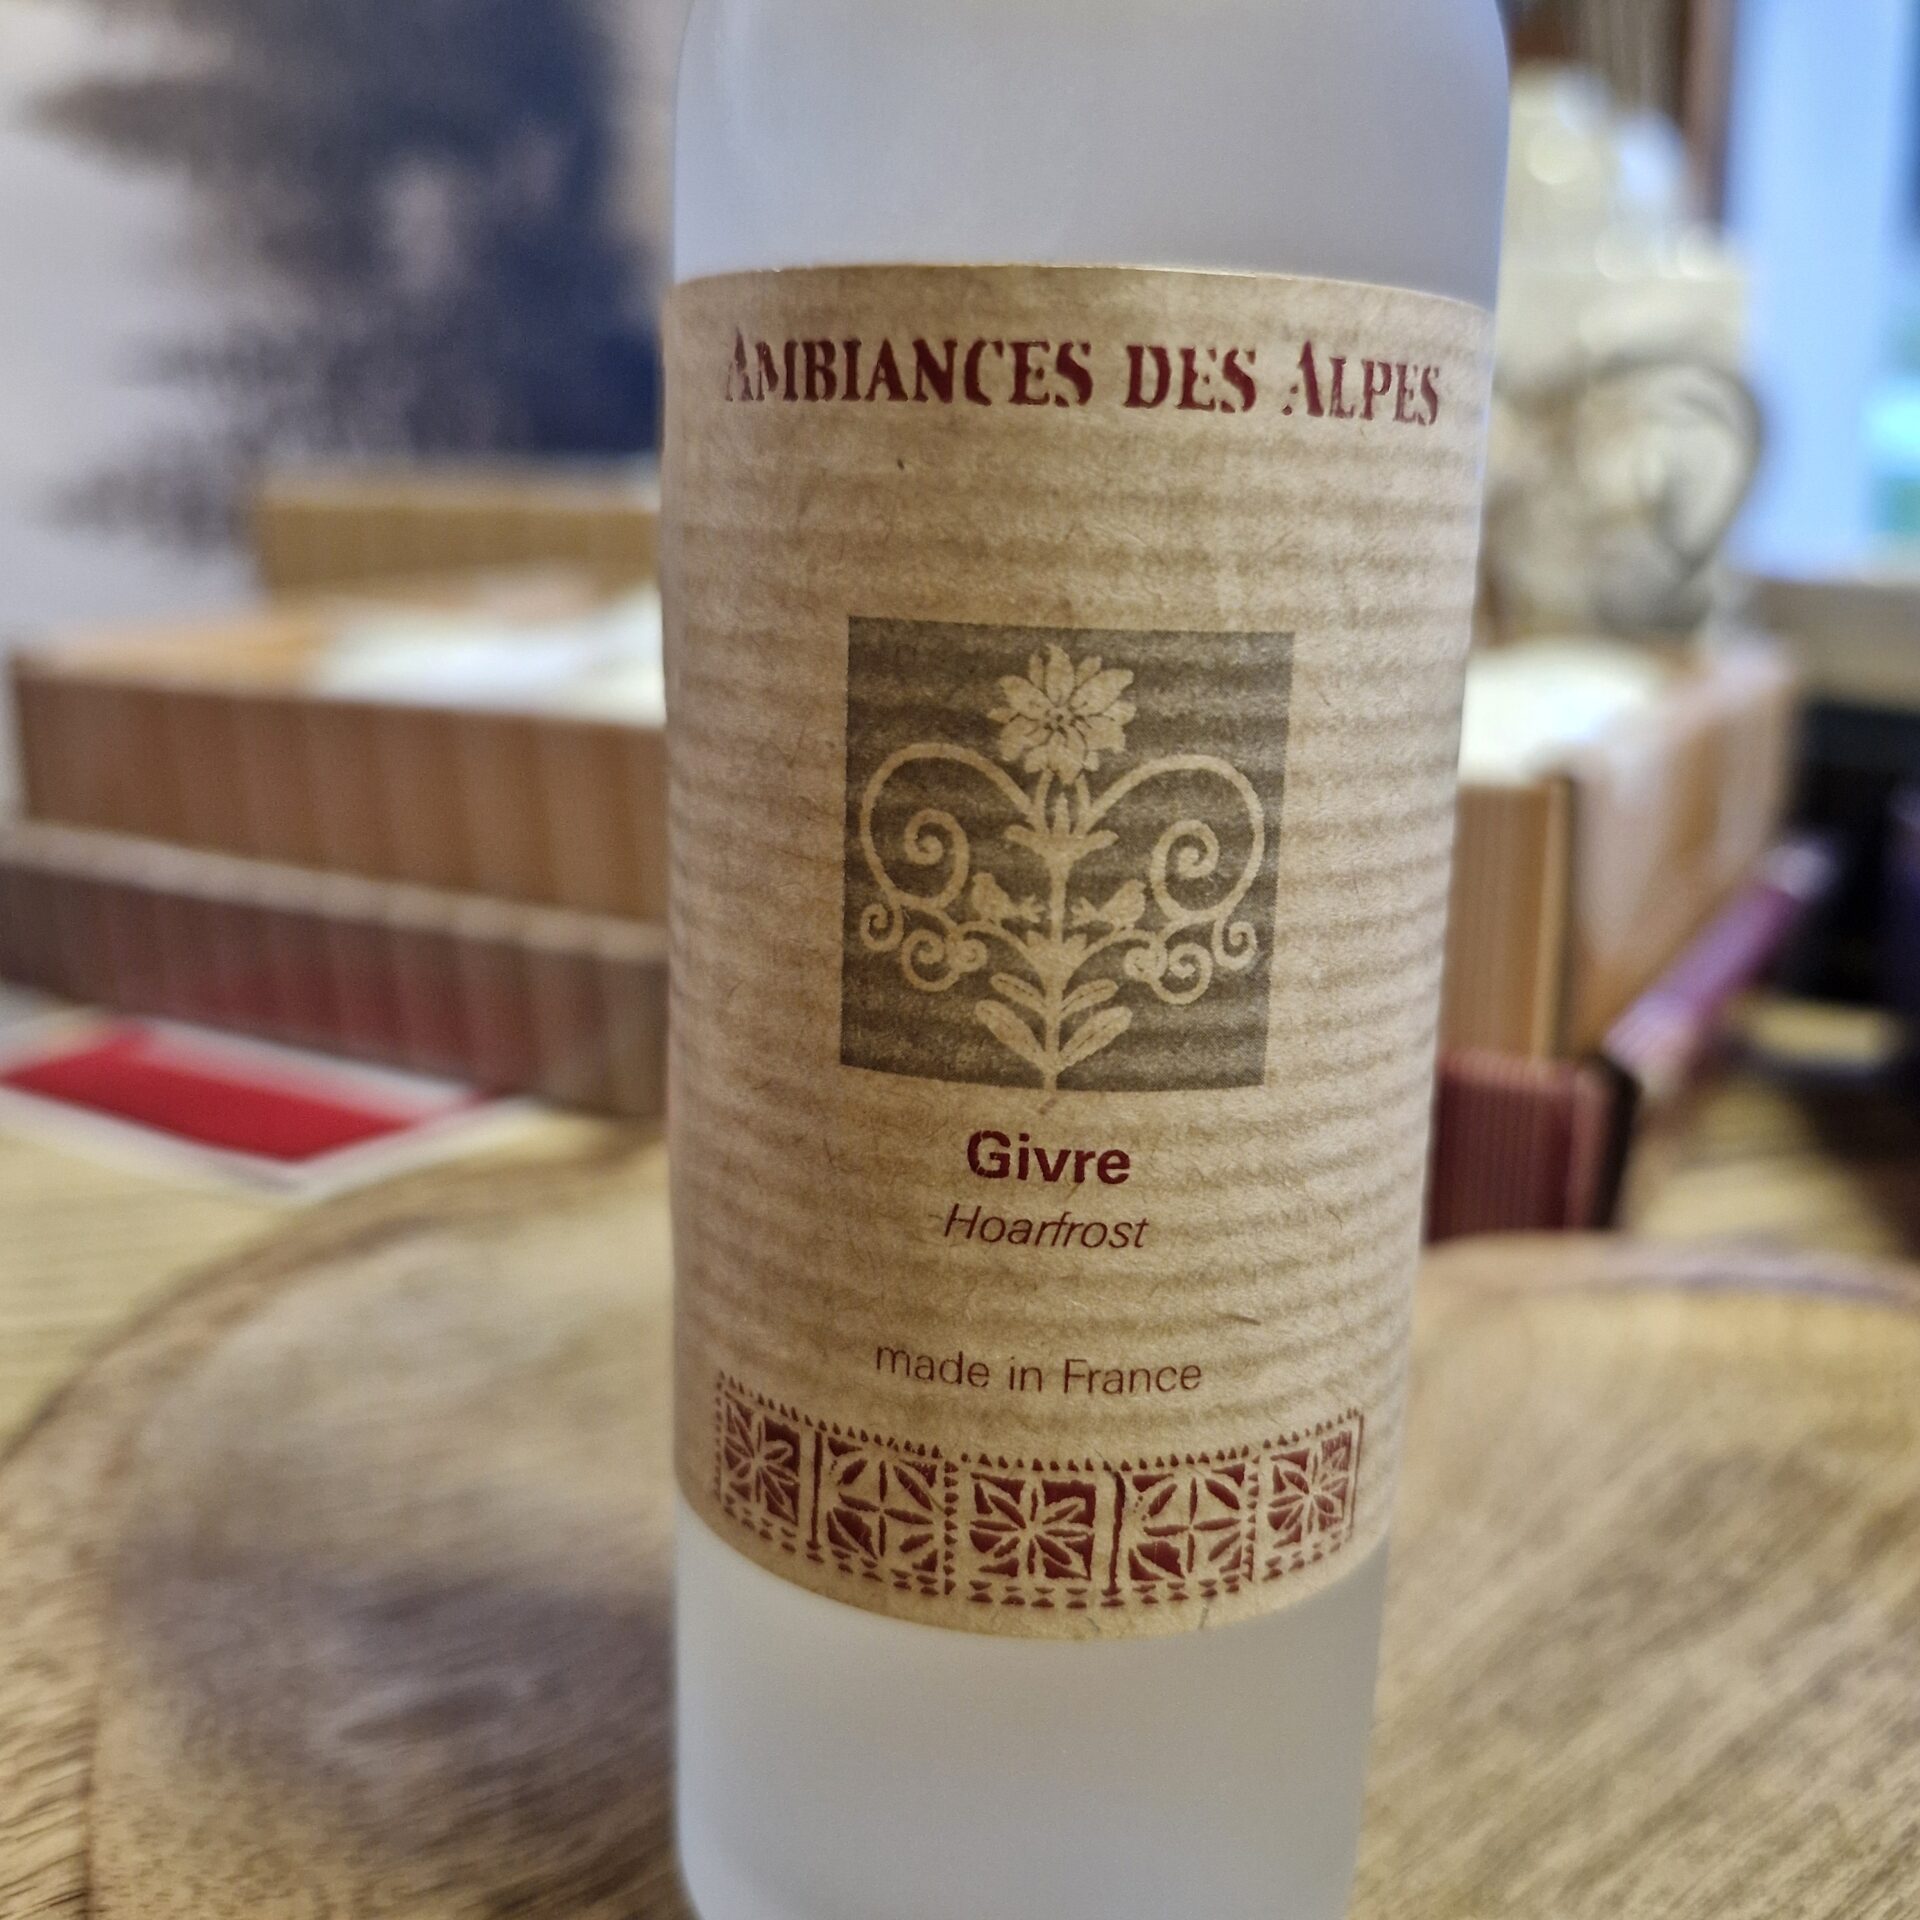 AMBIANCES DES ALPES
Givre
Hoarfrost
made in France